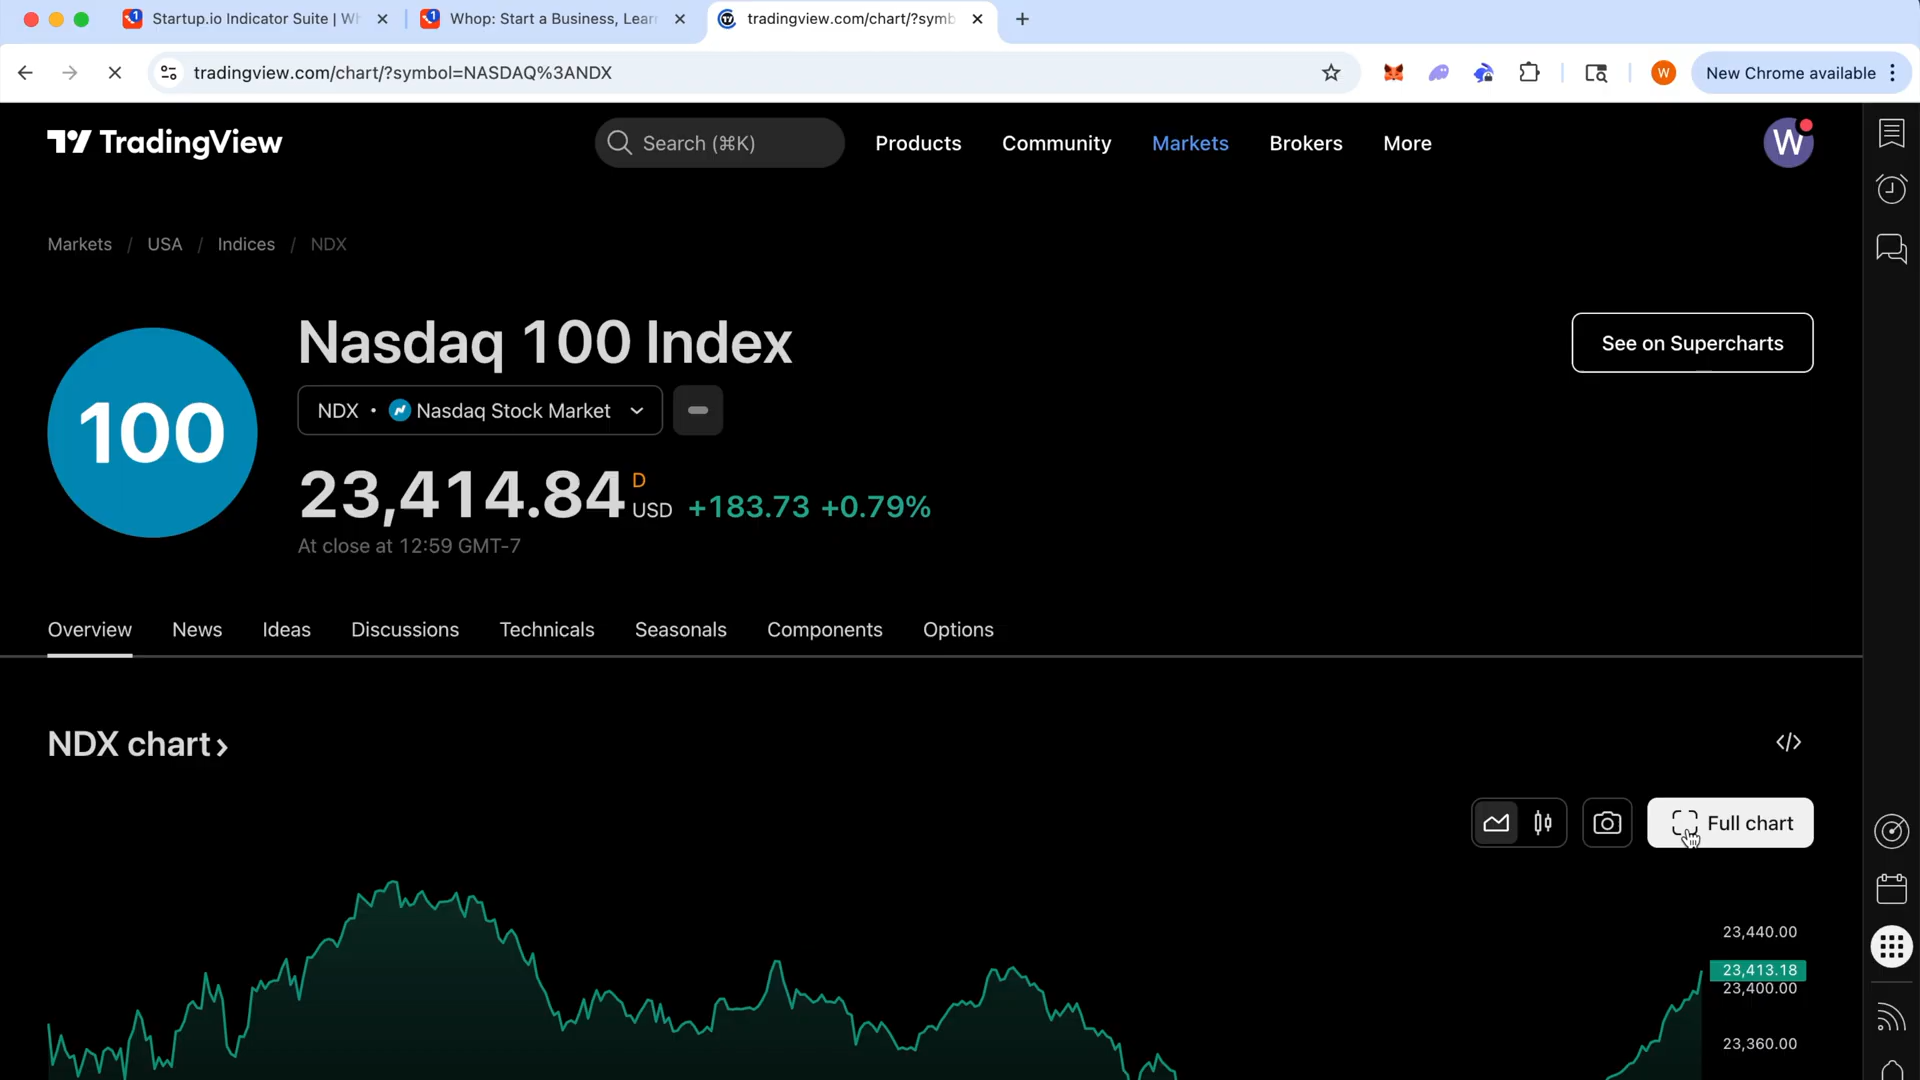 Startup.io Indicator Suite | Wh
Whop: Start a Business, Lear
tradingview.com/chart/?symb
tradingview.com/chart/?symbol=NASDAQ%3ANDX
W
New Chrome available
TradingView
Search (⌘K)
Products
Community
Markets
Brokers
More
W
Markets / USA / Indices / NDX
100
Nasdaq 100 Index
See on Supercharts
NDX • Nasdaq Stock Market
23,414.84 D USD +183.73 +0.79%
At close at 12:59 GMT-7
Overview
News
Ideas
Discussions
Technicals
Seasonals
Components
Options
NDX chart ›
</>
Full chart
23,440.00
23,413.18
23,400.00
23,360.00